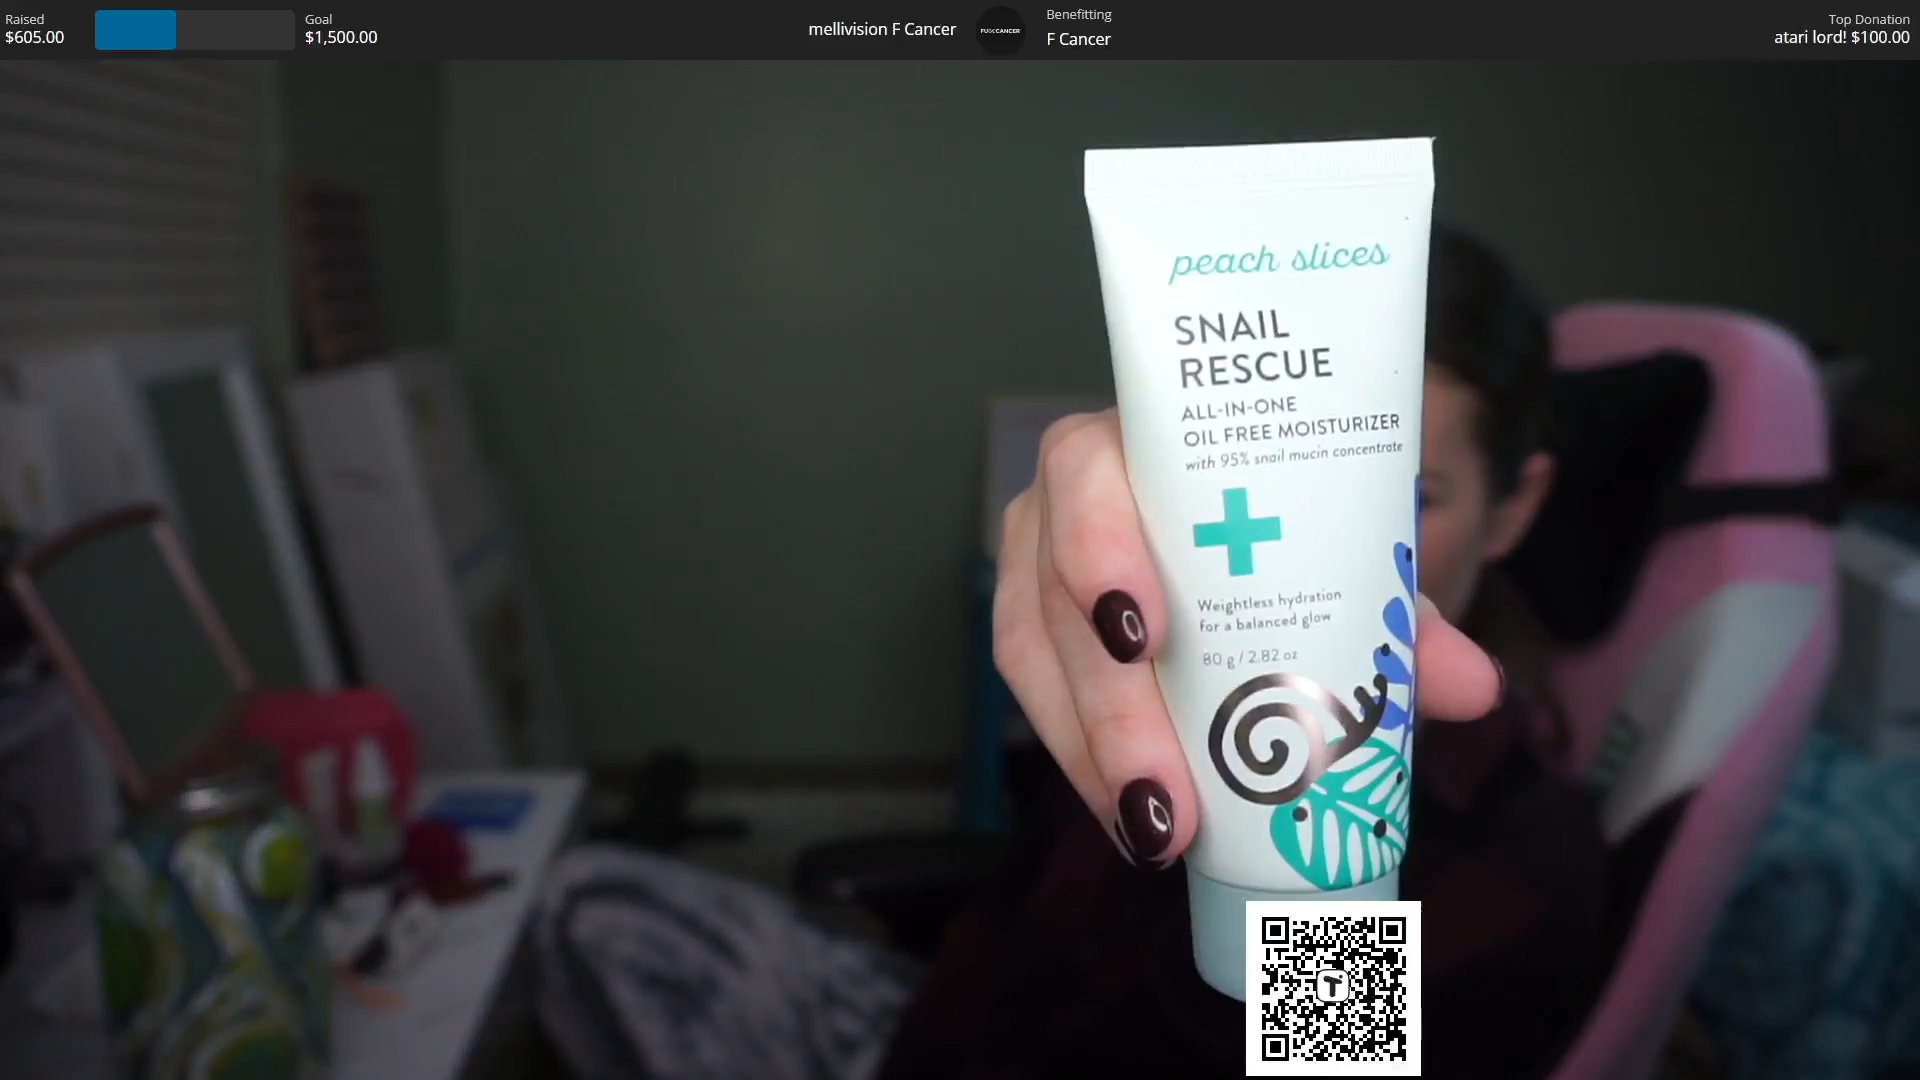 Raised
$605.00
Goal
$1,500.00
mellivision F Cancer
Benefitting
F Cancer
Top Donation
atari lord! $100.00
peach slices
SNAIL
RESCUE
ALL-IN-ONE
OIL FREE MOISTURIZER
with 95% snail mucin concentrate
Weightless hydration
for a balanced glow
80 g / 2.82 oz
T